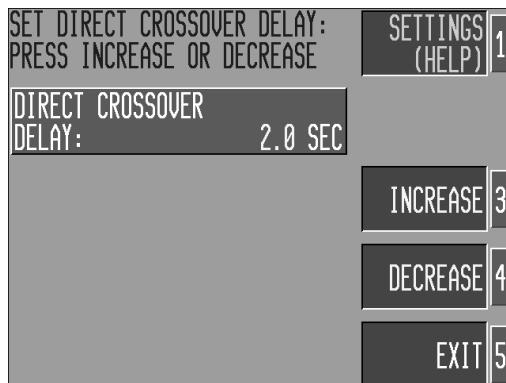 SET DIRECT CROSSOVER DELAY:
PRESS INCREASE OR DECREASE
SETTINGS
(HELP)
1
DIRECT CROSSOVER
DELAY: 2.0 SEC
INCREASE 3
DECREASE 4
EXIT 5